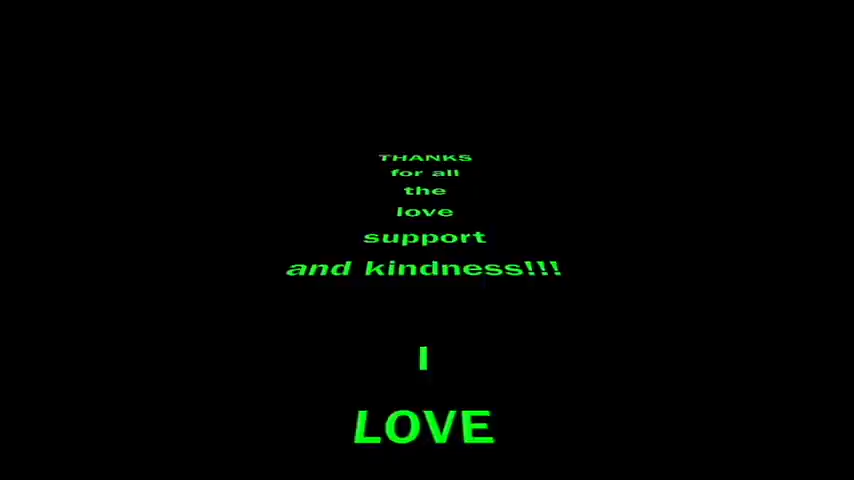 THANKS
for all
the
love
support
and kindness!!!
I
LOVE